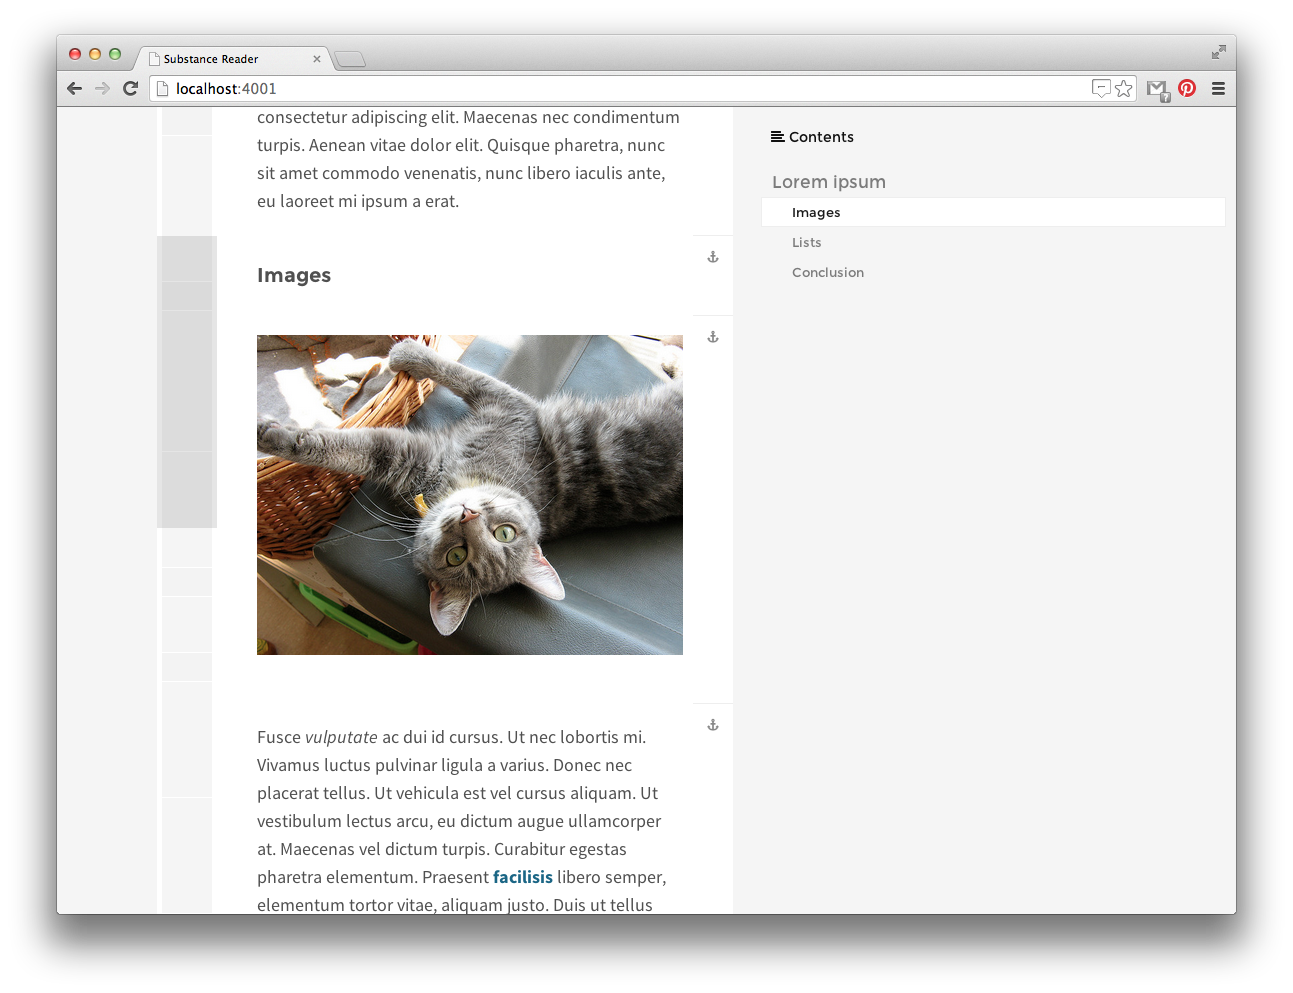 Substance Reader
localhost:4001
consectetur adipiscing elit. Maecenas nec condimentum
turpis. Aenean vitae dolor elit. Quisque pharetra, nunc
sit amet commodo venenatis, nunc libero iaculis ante,
eu laoreet mi ipsum a erat.
Images
Fusce vulputate ac dui id cursus. Ut nec lobortis mi.
Vivamus luctus pulvinar ligula a varius. Donec nec
placerat tellus. Ut vehicula est vel cursus aliquam. Ut
vestibulum lectus arcu, eu dictum augue ullamcorper
at. Maecenas vel dictum turpis. Curabitur egestas
pharetra elementum. Praesent facilisis libero semper,
elementum tortor vitae, aliquam justo. Duis ut tellus
Contents
Lorem ipsum
Images
Lists
Conclusion